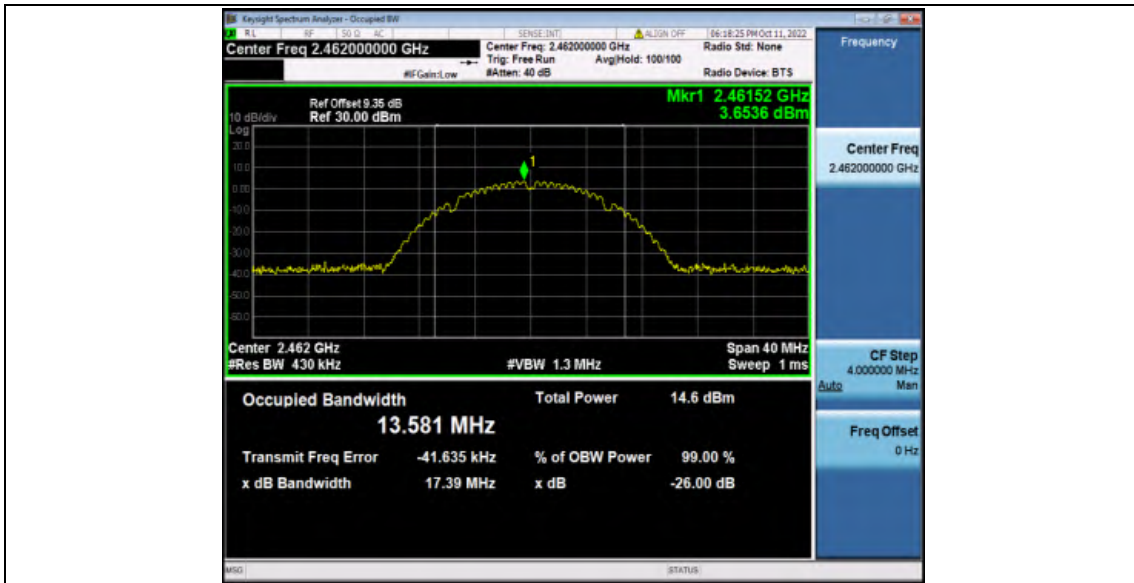 Keysight Spectrum Analyzer - Occupied BW
RL RF 50 Ω AC SENSE:INT ALIGN OFF 06:18:25 PM Oct 11, 2022
Center Freq 2.462000000 GHz
Center Freq: 2.462000000 GHz
Radio Std: None
Trig: Free Run Avg|Hold: 100/100
#IFGain:Low
#Atten: 40 dB
Radio Device: BTS
Frequency
Mkr1 2.46152 GHz
3.6536 dBm
Ref Offset 9.35 dB
10 dB/div Ref 30.00 dBm
Log
20.0
10.0
0.00
-10.0
-20.0
-30.0
-40.0
-50.0
-60.0
1
Center 2.462 GHz
Span 40 MHz
#Res BW 430 kHz
#VBW 1.3 MHz
Sweep 1 ms
Center Freq
2.462000000 GHz
CF Step
4.000000 MHz
Auto Man
Freq Offset
0 Hz
Occupied Bandwidth
Total Power 14.6 dBm
13.581 MHz
Transmit Freq Error -41.635 kHz % of OBW Power 99.00 %
x dB Bandwidth 17.39 MHz x dB -26.00 dB
MSG
STATUS